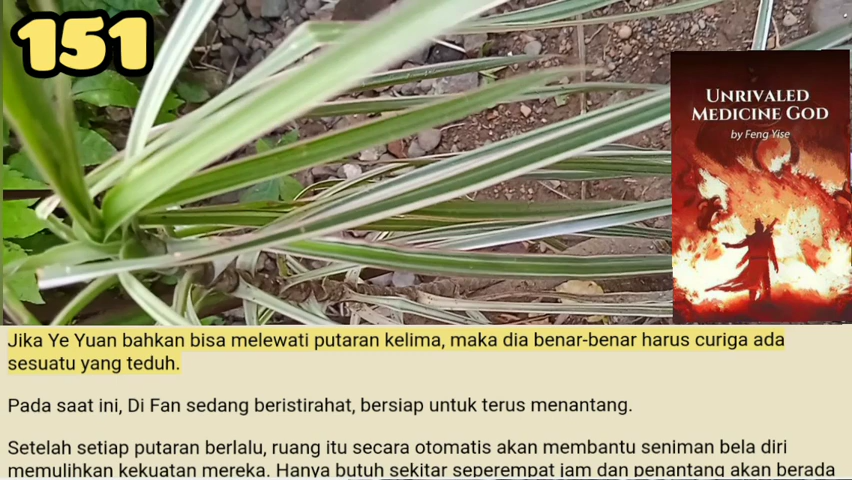 151
UNRIVALED
MEDICINE GOD
by Feng Yise
Jika Ye Yuan bahkan bisa melewati putaran kelima, maka dia benar-benar harus curiga ada
sesuatu yang teduh.
Pada saat ini, Di Fan sedang beristirahat, bersiap untuk terus menantang.
Setelah setiap putaran berlalu, ruang itu secara otomatis akan membantu seniman bela diri
memulihkan kekuatan mereka. Hanya butuh sekitar seperempat jam dan penantang akan berada